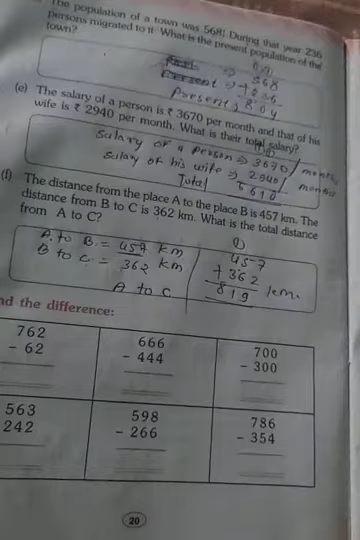 The population of a town was 568. During that year 236
persons migrated to it. What is the present population of the
town?
568
Present ⇒ +236
Present ⇒ 804
(e) The salary of a person is ₹ 3670 per month and that of his
wife is ₹ 2940 per month. What is their total salary?
Salary of a person ⇒ 3670/month
Salary of his wife ⇒ 2940/month
Total 6610
(f) The distance from the place A to the place B is 457 km. The
distance from B to C is 362 km. What is the total distance
from A to C?
A to B = 457 km
B to C = 362 km
A to C
(1)
457
+362
819 km.
nd the difference:
762
- 62
666
- 444
700
- 300
563
242
598
- 266
786
- 354
20